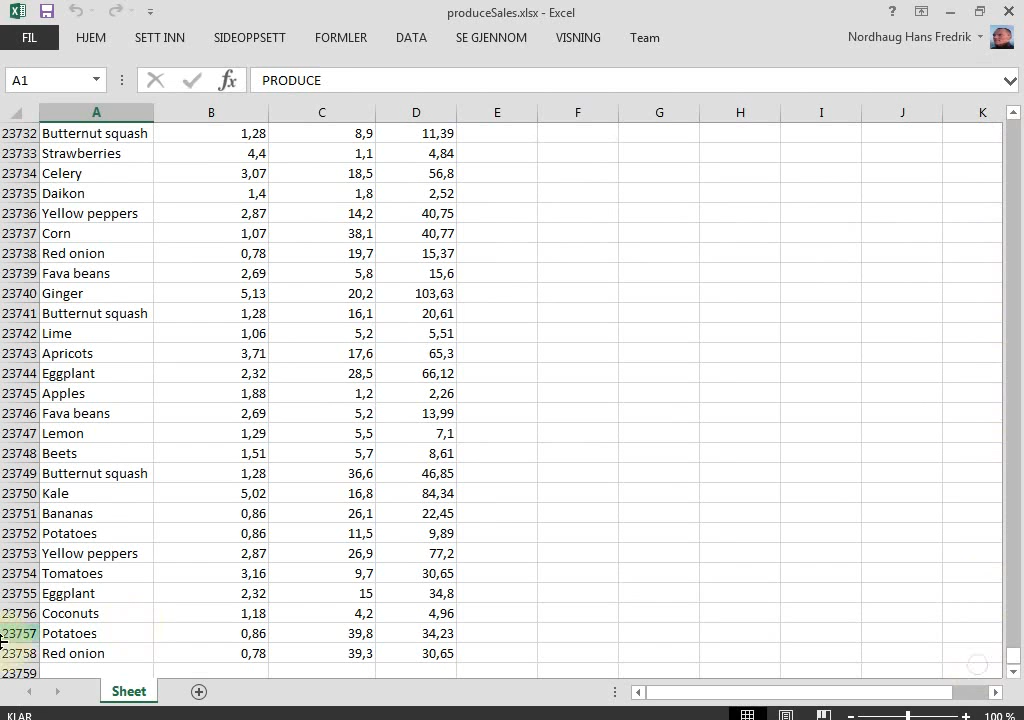 produceSales.xlsx - Excel
FIL HJEM SETT INN SIDEOPPSETT FORMLER DATA SE GJENNOM VISNING Team Nordhaug Hans Fredrik
A1 fx PRODUCE
A B C D E F G H I J K
23732 Butternut squash 1,28 8,9 11,39
23733 Strawberries 4,4 1,1 4,84
23734 Celery 3,07 18,5 56,8
23735 Daikon 1,4 1,8 2,52
23736 Yellow peppers 2,87 14,2 40,75
23737 Corn 1,07 38,1 40,77
23738 Red onion 0,78 19,7 15,37
23739 Fava beans 2,69 5,8 15,6
23740 Ginger 5,13 20,2 103,63
23741 Butternut squash 1,28 16,1 20,61
23742 Lime 1,06 5,2 5,51
23743 Apricots 3,71 17,6 65,3
23744 Eggplant 2,32 28,5 66,12
23745 Apples 1,88 1,2 2,26
23746 Fava beans 2,69 5,2 13,99
23747 Lemon 1,29 5,5 7,1
23748 Beets 1,51 5,7 8,61
23749 Butternut squash 1,28 36,6 46,85
23750 Kale 5,02 16,8 84,34
23751 Bananas 0,86 26,1 22,45
23752 Potatoes 0,86 11,5 9,89
23753 Yellow peppers 2,87 26,9 77,2
23754 Tomatoes 3,16 9,7 30,65
23755 Eggplant 2,32 15 34,8
23756 Coconuts 1,18 4,2 4,96
23757 Potatoes 0,86 39,8 34,23
23758 Red onion 0,78 39,3 30,65
23759
Sheet
KLAR 100 %